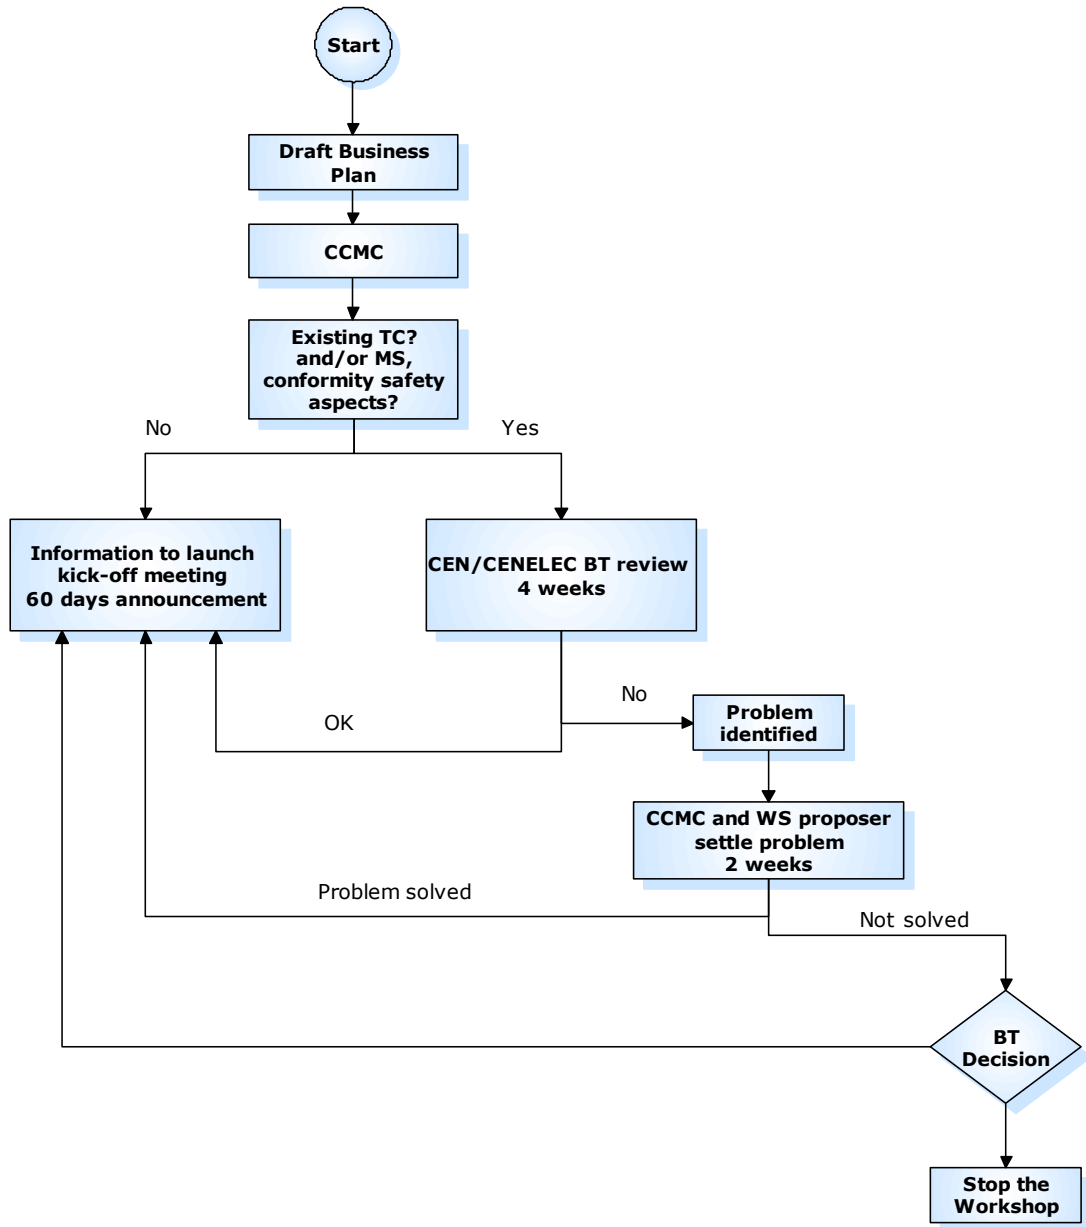 Start
Draft Business
Plan
CCMC
Existing TC?
and/or MS,
conformity safety
aspects?
No
Yes
Information to launch
kick-off meeting
60 days announcement
CEN/CENELEC BT review
4 weeks
No
OK
Problem
identified
CCMC and WS proposer
settle problem
2 weeks
Problem solved
Not solved
BT
Decision
Stop the
Workshop